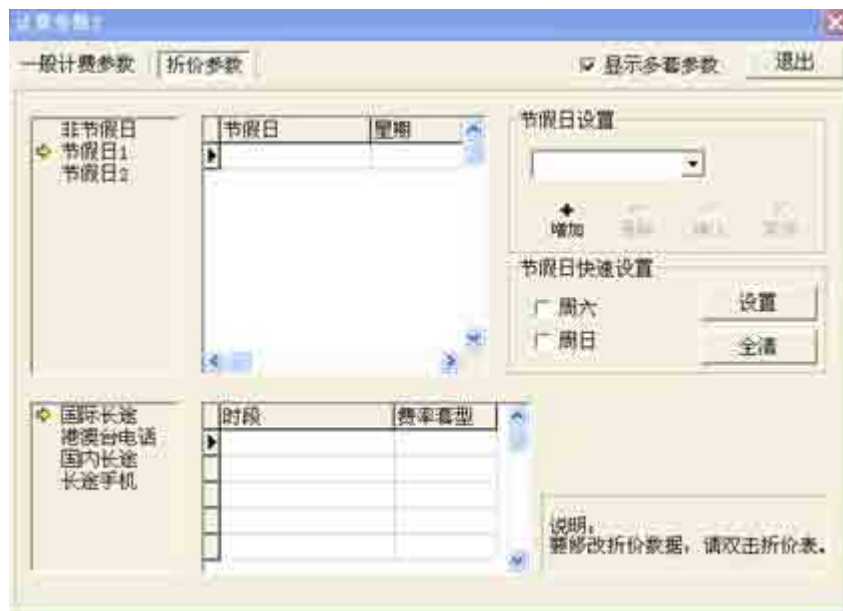 一般计费参数 折价参数 显示多套参数 退出
非节假日
节假日1
节假日2
节假日 星期
节假日设置
增加
节假日快速设置
周六 设置
周日 全清
国际长途
港澳台电话
国内长途
长途手机
时段 费率套型
说明:
要修改折价数据，请双击折价表。